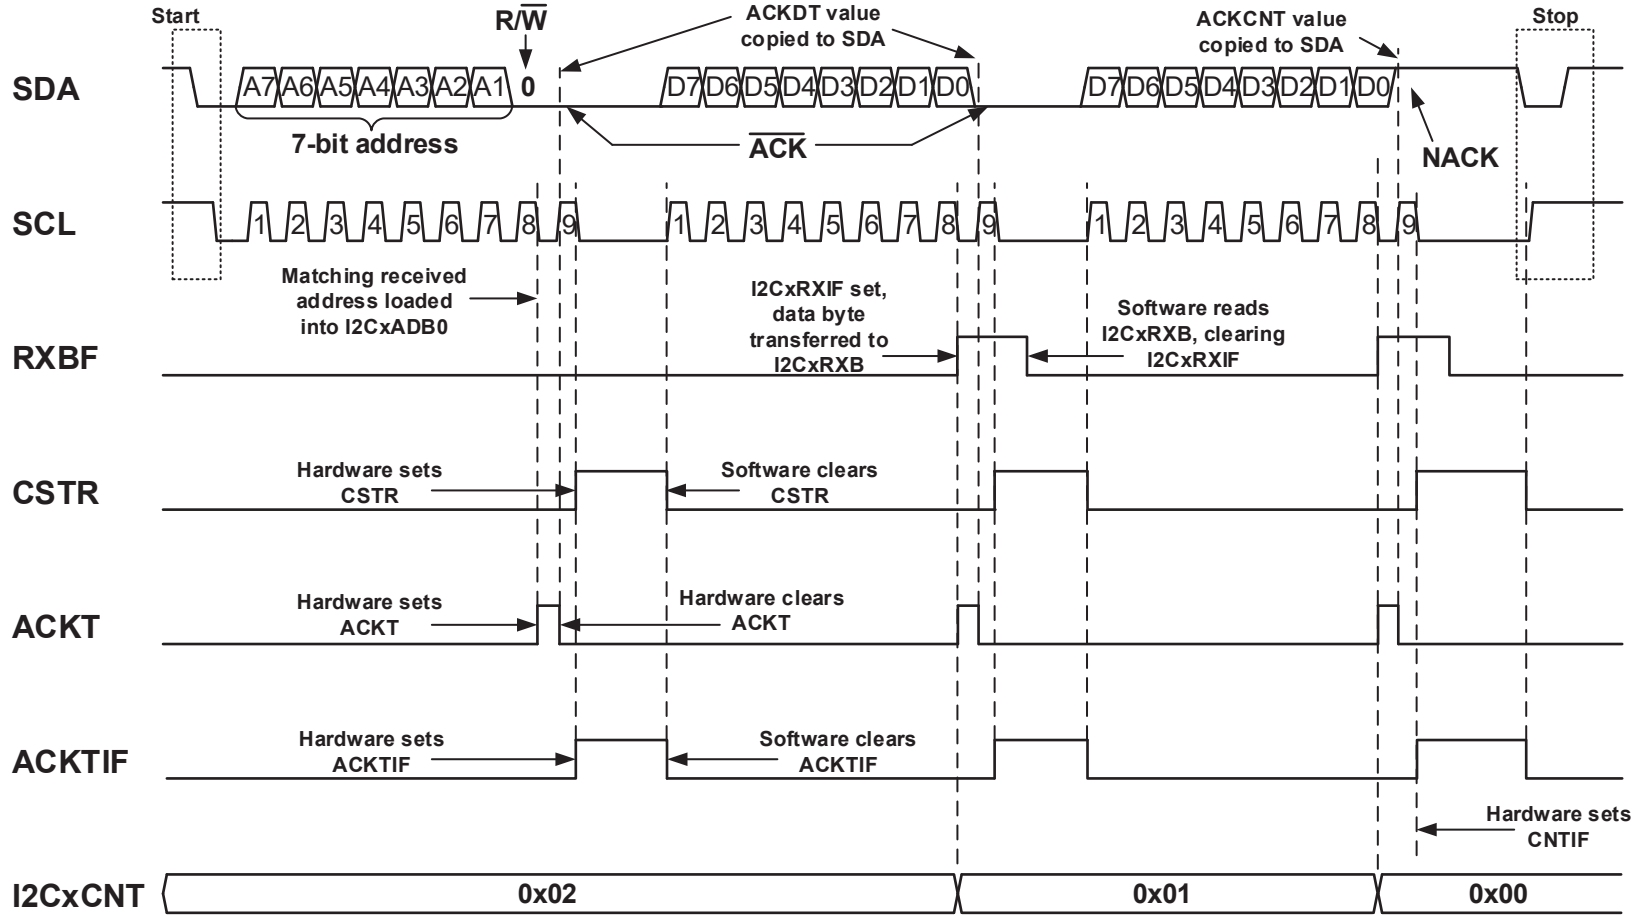 Start
R/W
ACKDT value
copied to SDA
ACKCNT value
copied to SDA
Stop
SDA
A7 A6 A5 A4 A3 A2 A1 0
D7 D6 D5 D4 D3 D2 D1 D0
D7 D6 D5 D4 D3 D2 D1 D0
7-bit address
ACK
NACK
SCL
1 2 3 4 5 6 7 8 9
1 2 3 4 5 6 7 8 9
1 2 3 4 5 6 7 8 9
Matching received
address loaded
into I2CxADB0
I2CxRXIF set,
data byte
transferred to
I2CxRXB
Software reads
I2CxRXB, clearing
I2CxRXIF
RXBF
CSTR
Hardware sets
CSTR
Software clears
CSTR
ACKT
Hardware sets
ACKT
Hardware clears
ACKT
ACKTIF
Hardware sets
ACKTIF
Software clears
ACKTIF
Hardware sets
CNTIF
I2CxCNT
0x02
0x01
0x00